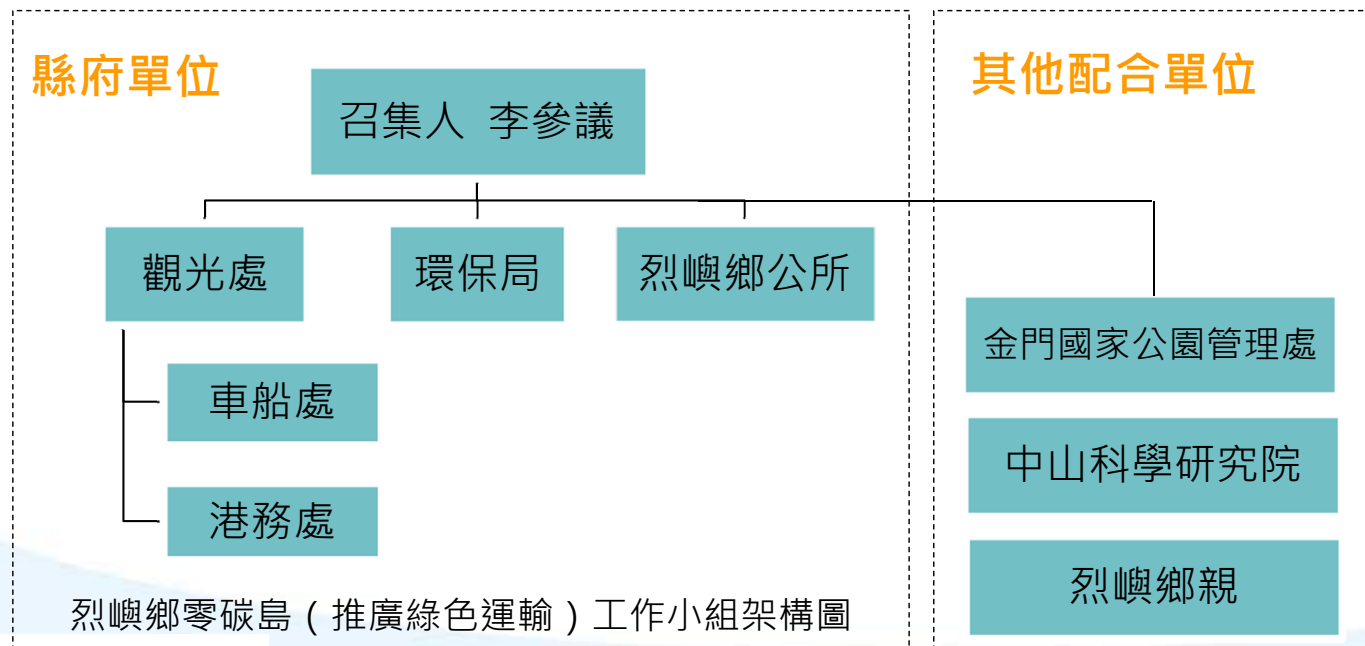 縣府單位
其他配合單位
召集人 李參議
觀光處
環保局
烈嶼鄉公所
金門國家公園管理處
車船處
中山科學研究院
港務處
烈嶼鄉親
烈嶼鄉零碳島（推廣綠色運輸）工作小組架構圖